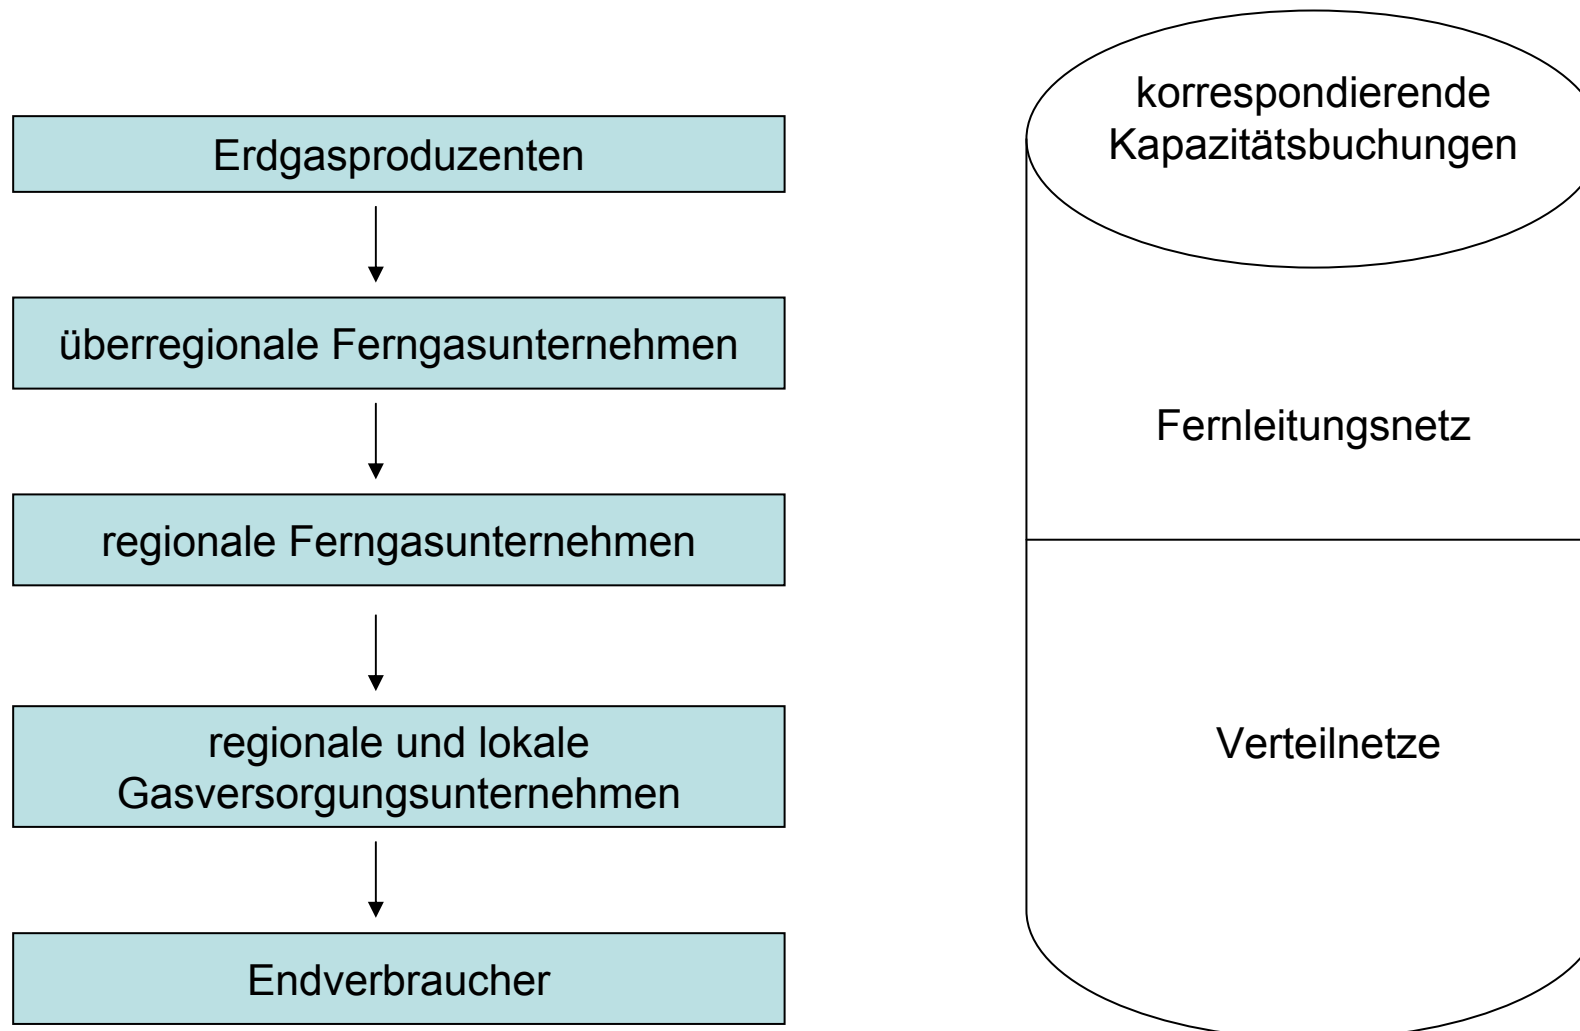 Erdgasproduzenten
überregionale Ferngasunternehmen
regionale Ferngasunternehmen
regionale und lokale
Gasversorgungsunternehmen
Endverbraucher
korrespondierende
Kapazitätsbuchungen
Fernleitungsnetz
Verteilnetze